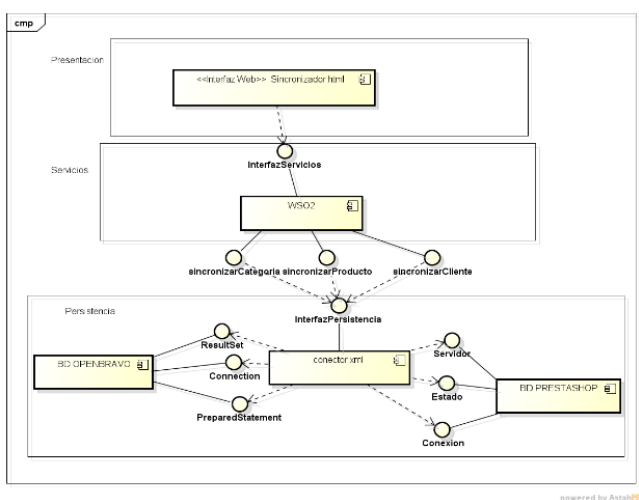 cmp
Presentacion
<<Interfaz Web>> Sincronizador html
InterfazServicios
Servicios
WSO2
sincronizarCategoria sincronizarProducto sincronizarCliente
Persistencia
InterfazPersistencia
ResultSet
Servidor
BD OPENBRAVO
conector xml
Connection
Estado
BD PRESTASHOP
PreparedStatement
Conexion
powered by Astah